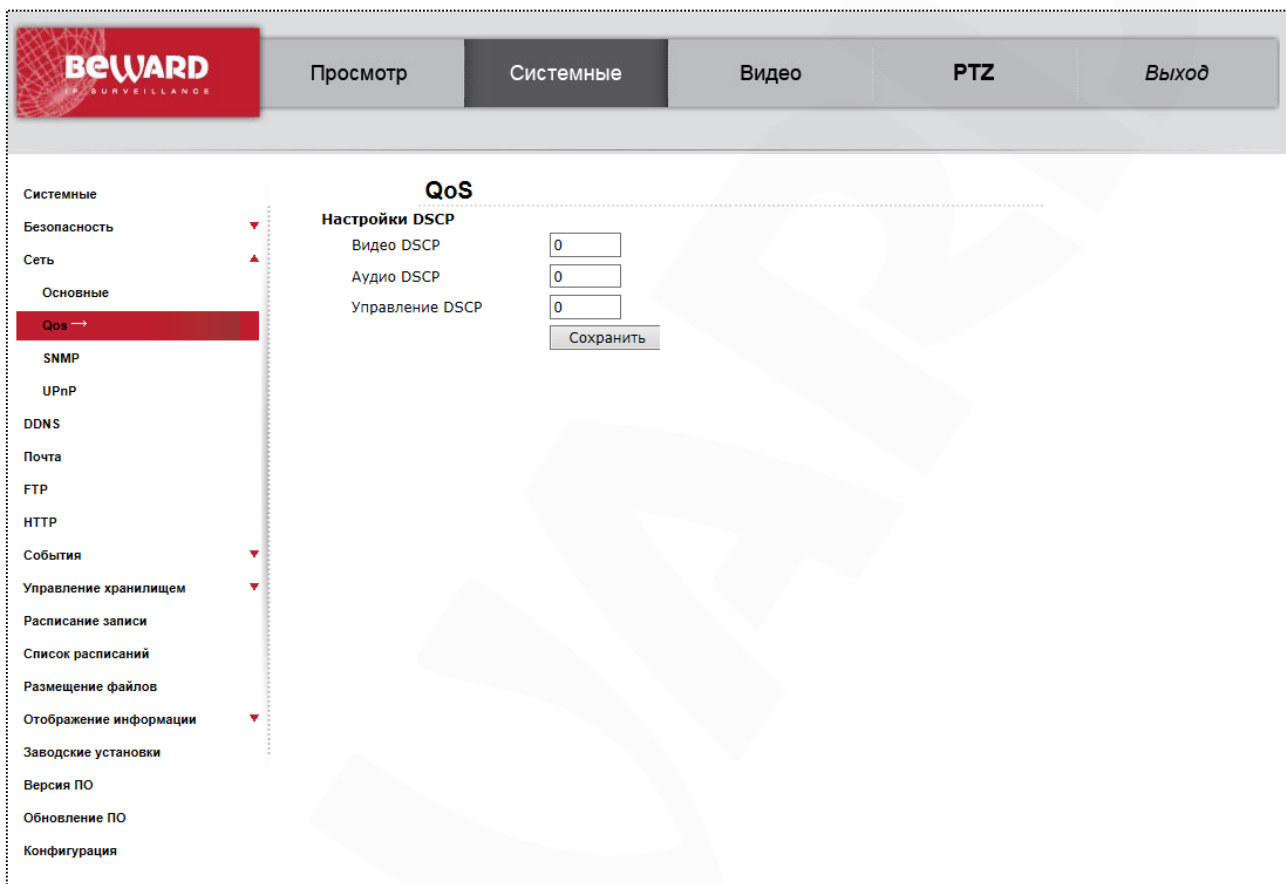 BEWARD
IP SURVEILLANCE
Просмотр
Системные
Видео
PTZ
Выход
Системные
Безопасность
Сеть
Основные
Qos →
SNMP
UPnP
DDNS
Почта
FTP
HTTP
События
Управление хранилищем
Расписание записи
Список расписаний
Размещение файлов
Отображение информации
Заводские установки
Версия ПО
Обновление ПО
Конфигурация
QoS
Настройки DSCP
Видео DSCP 0
Аудио DSCP 0
Управление DSCP 0
Сохранить